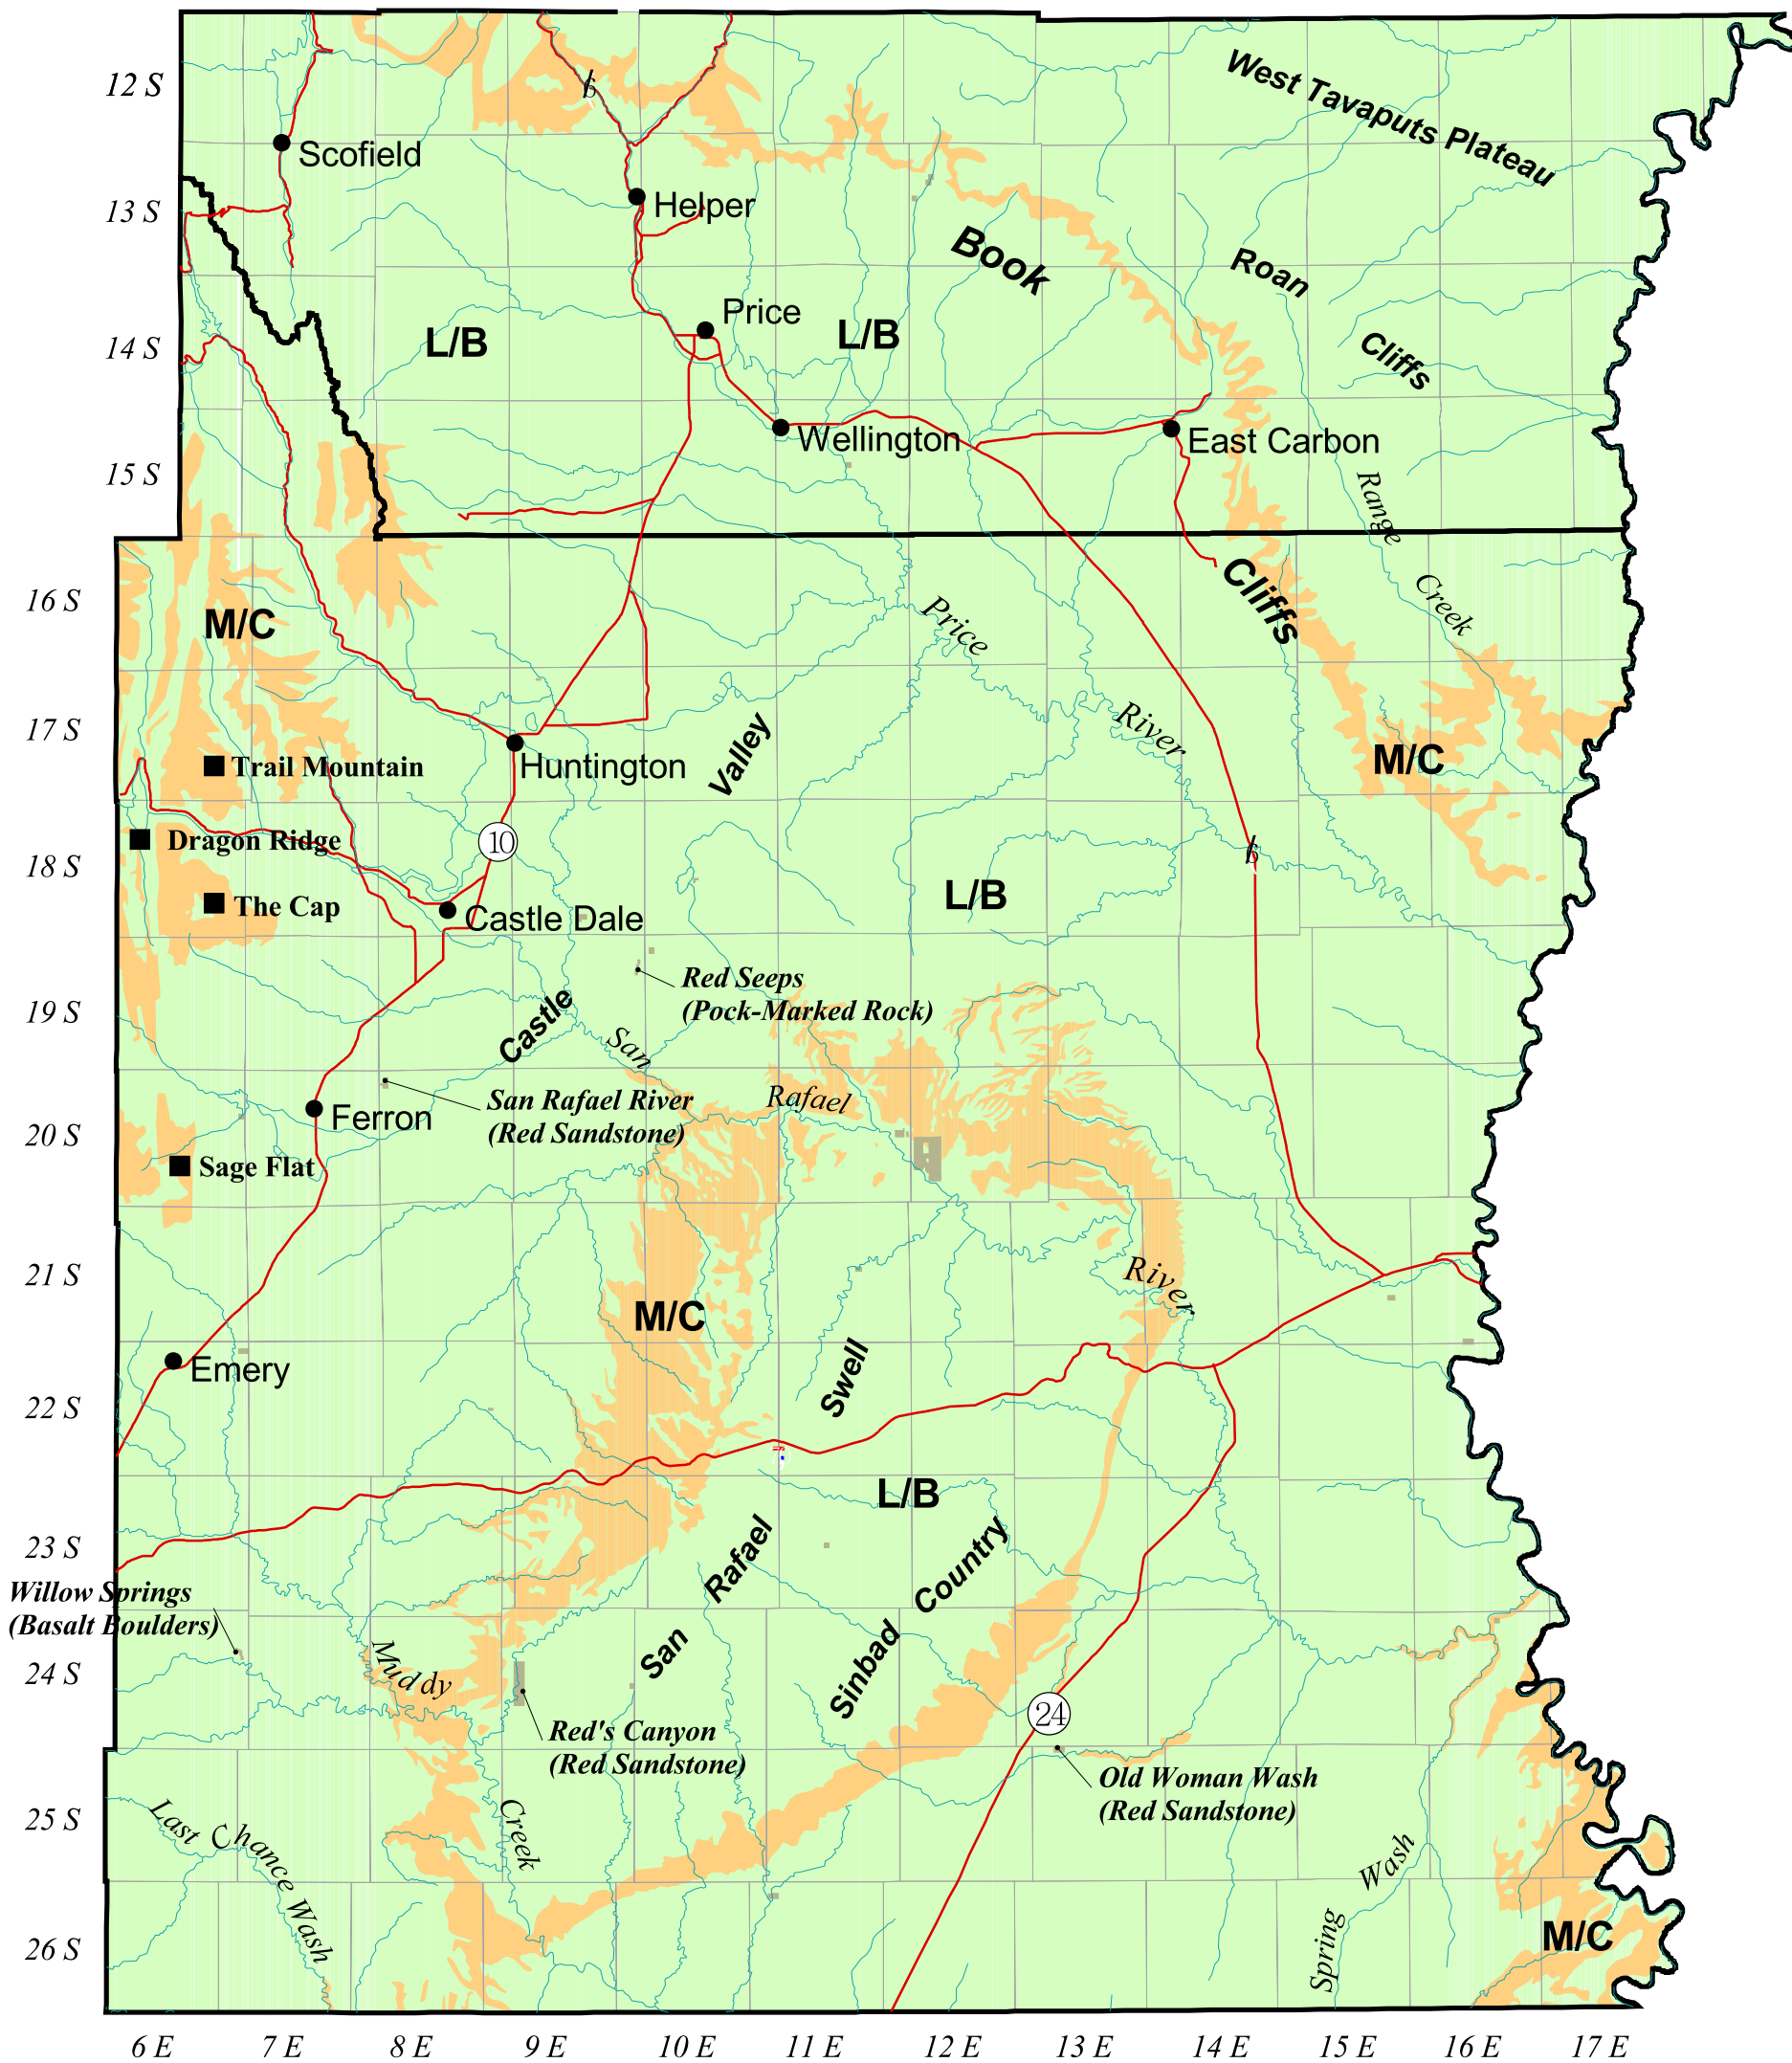 12 S
West Tavaputs Plateau
Scofield
13 S
Helper
Book
Roan
Price
L/B
L/B
14 S
Cliffs
Wellington
East Carbon
15 S
Range
Creek
16 S
M/C
Cliffs
Price
River
17 S
Valley
Trail Mountain
Huntington
M/C
Dragon Ridge
10
18 S
L/B
The Cap
Castle Dale
Red Seeps
(Pock-Marked Rock)
19 S
Castle
San
Rafael
San Rafael River
(Red Sandstone)
Ferron
20 S
Sage Flat
21 S
River
M/C
Emery
Swell
22 S
L/B
23 S
Rafael
Country
Willow Springs
(Basalt Boulders)
24 S
Muddy
San
Sinbad
24
Red's Canyon
(Red Sandstone)
Old Woman Wash
(Red Sandstone)
25 S
Last Chance Wash
Creek
Wash
Spring
M/C
26 S
6 E 7 E 8 E 9 E 10 E 11 E 12 E 13 E 14 E 15 E 16 E 17 E